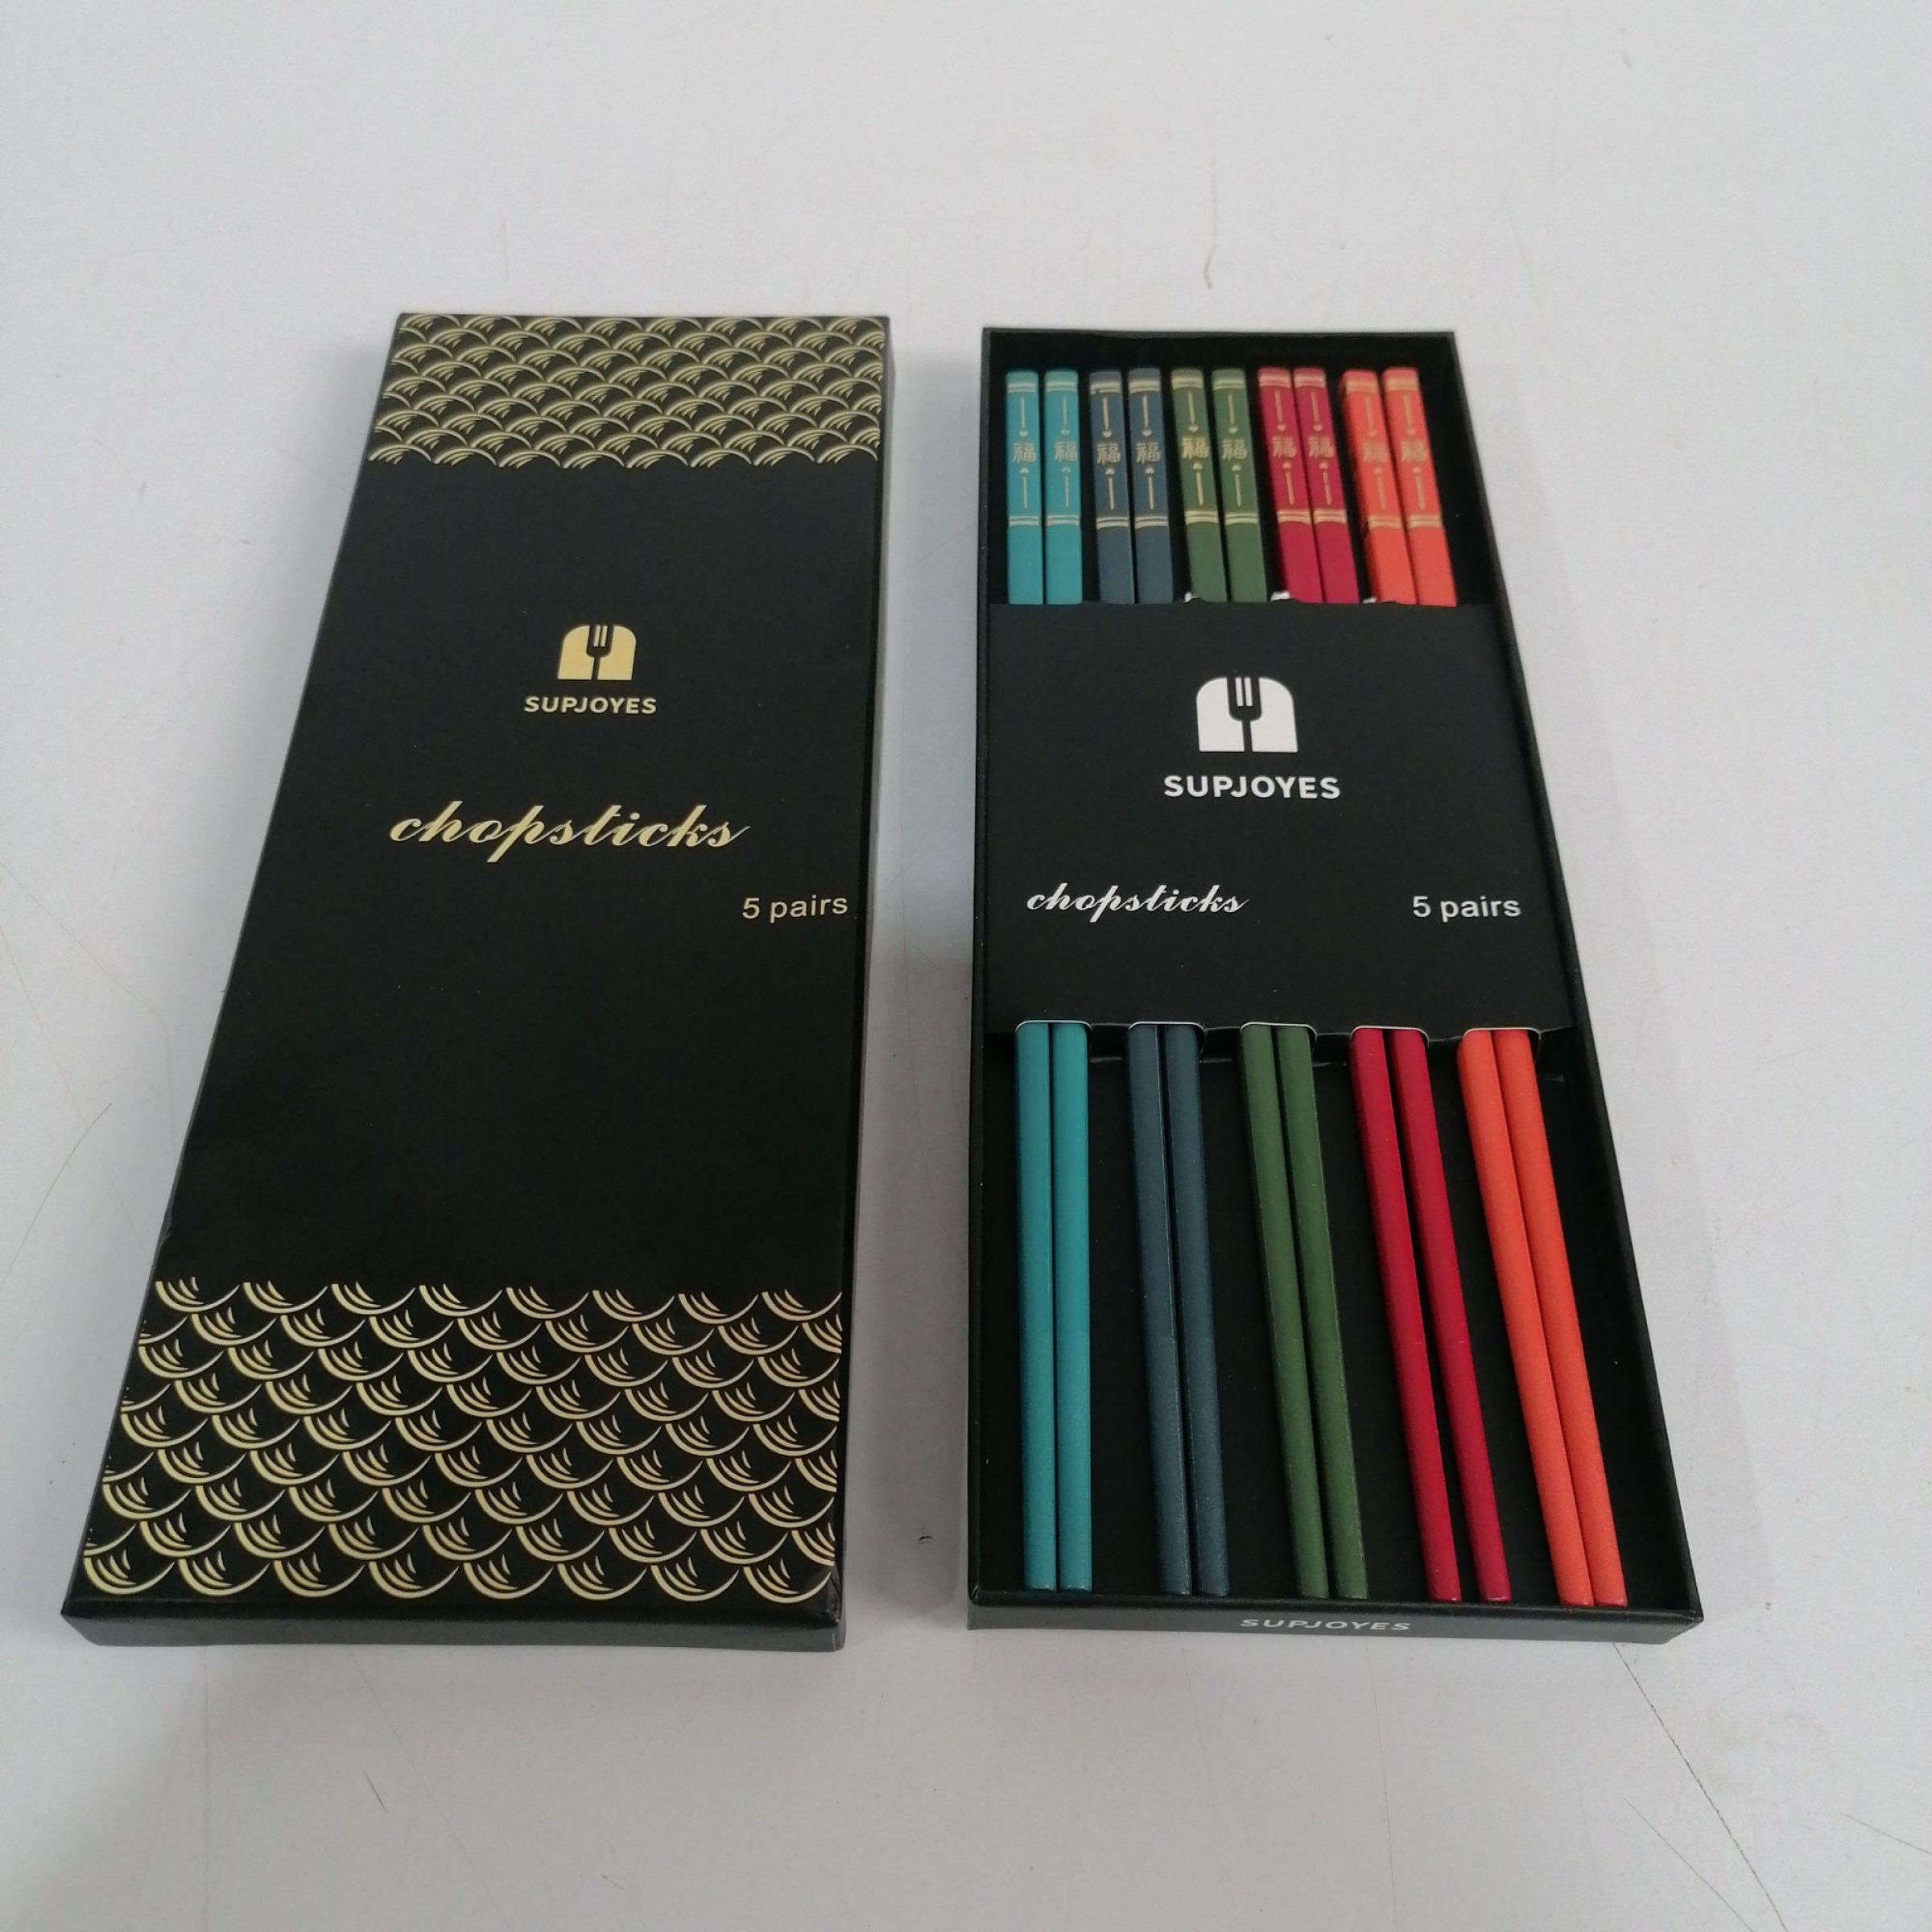 SUPJOYES
chopsticks
5 pairs
福 福 福 福 福 福 福 福 福 福
SUPJOYES
chopsticks 5 pairs
SUPJOYES